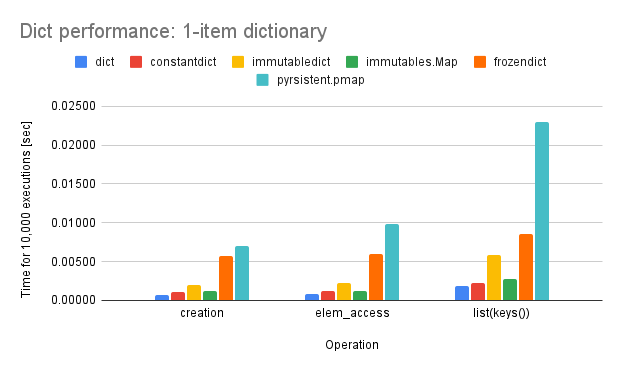 Dict performance: 1-item dictionary
dict constantdict immutabledict immutables.Map frozendict
pyrsistent.pmap
Time for 10,000 executions [sec]
0.02500
0.02000
0.01500
0.01000
0.00500
0.00000
creation elem_access list(keys())
Operation